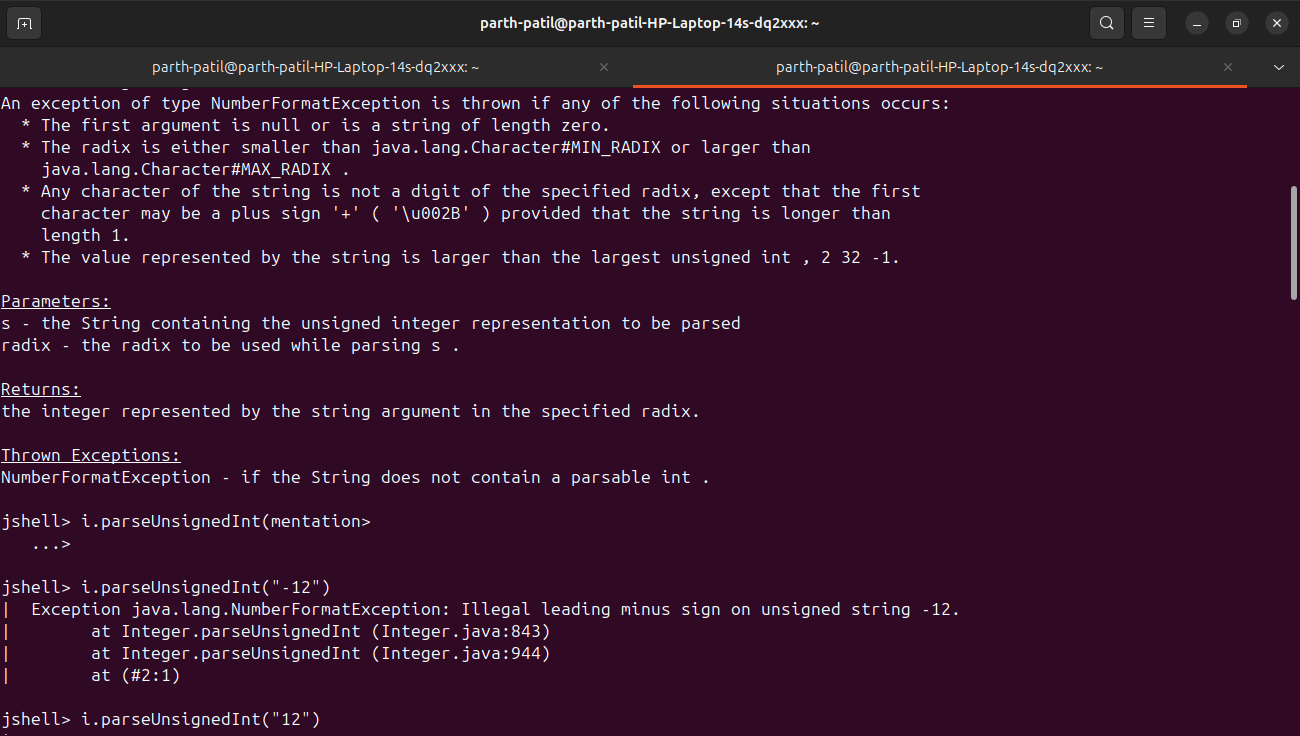 parth-patil@parth-patil-HP-Laptop-14s-dq2xxx: ~
parth-patil@parth-patil-HP-Laptop-14s-dq2xxx: ~
parth-patil@parth-patil-HP-Laptop-14s-dq2xxx: ~
An exception of type NumberFormatException is thrown if any of the following situations occurs:
* The first argument is null or is a string of length zero.
* The radix is either smaller than java.lang.Character#MIN_RADIX or larger than
java.lang.Character#MAX_RADIX .
* Any character of the string is not a digit of the specified radix, except that the first
character may be a plus sign '+' ( '\u002B' ) provided that the string is longer than
length 1.
* The value represented by the string is larger than the largest unsigned int , 2 32 -1.
Parameters:
s - the String containing the unsigned integer representation to be parsed
radix - the radix to be used while parsing s .
Returns:
the integer represented by the string argument in the specified radix.
Thrown Exceptions:
NumberFormatException - if the String does not contain a parsable int .
jshell> i.parseUnsignedInt(mentation>
...>
jshell> i.parseUnsignedInt("-12")
|  Exception java.lang.NumberFormatException: Illegal leading minus sign on unsigned string -12.
|        at Integer.parseUnsignedInt (Integer.java:843)
|        at Integer.parseUnsignedInt (Integer.java:944)
|        at (#2:1)
jshell> i.parseUnsignedInt("12")